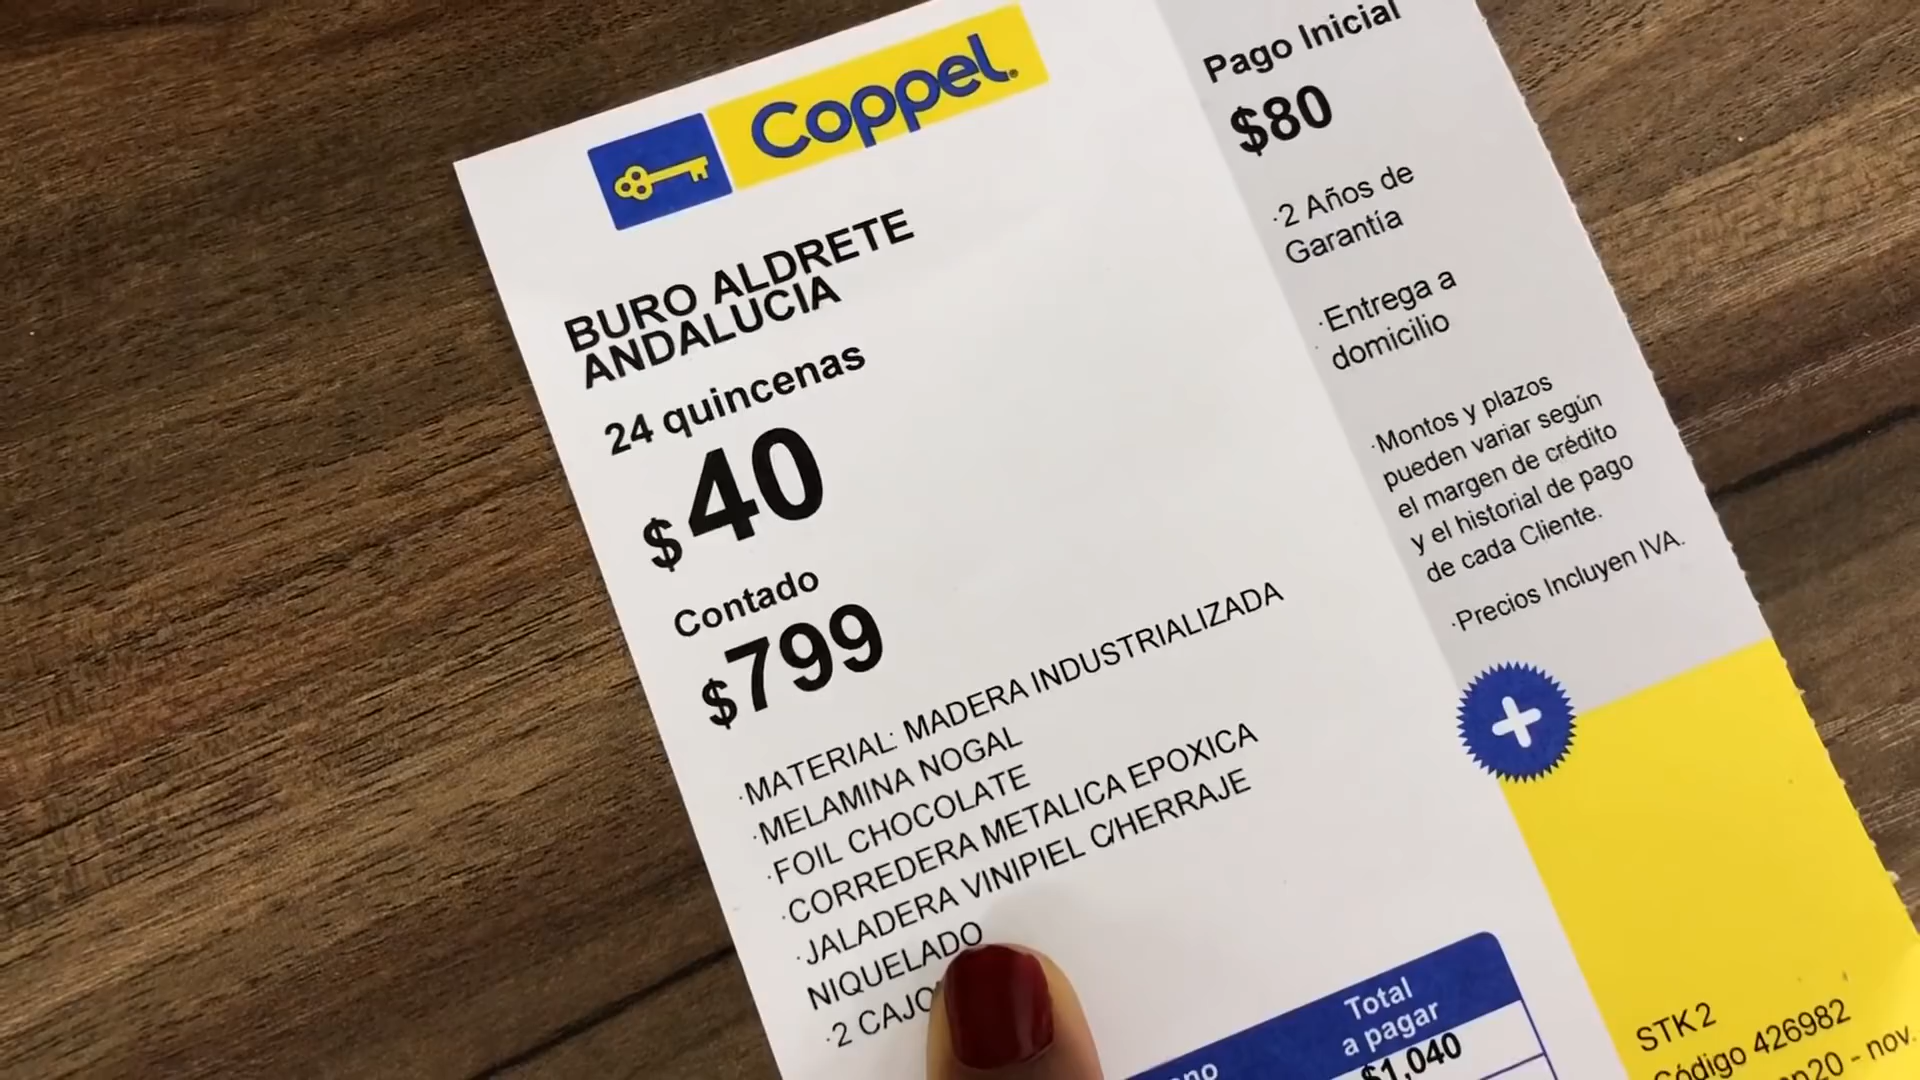 Coppel
BURO ALDRETE
ANDALUCIA
24 quincenas
$40
Contado
$799
·MATERIAL: MADERA INDUSTRIALIZADA
·MELAMINA NOGAL
·FOIL CHOCOLATE
·CORREDERA METALICA EPOXICA
·JALADERA VINIPIEL C/HERRAJE
NIQUELADO
·2
Total
a pagar
$1,040
Pago Inicial
$80
·2 Años de
Garantía
·Entrega a
domicilio
·Montos y plazos
pueden variar según
el margen de crédito
y el historial de pago
de cada Cliente.
·Precios Incluyen IVA.
+
STK2
Código 426982
20 - nov.